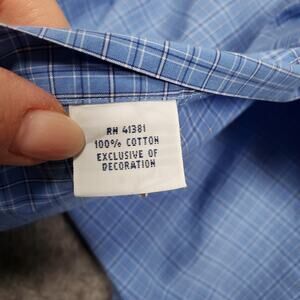 RN 41381
100% COTTON
EXCLUSIVE OF
DECORATION